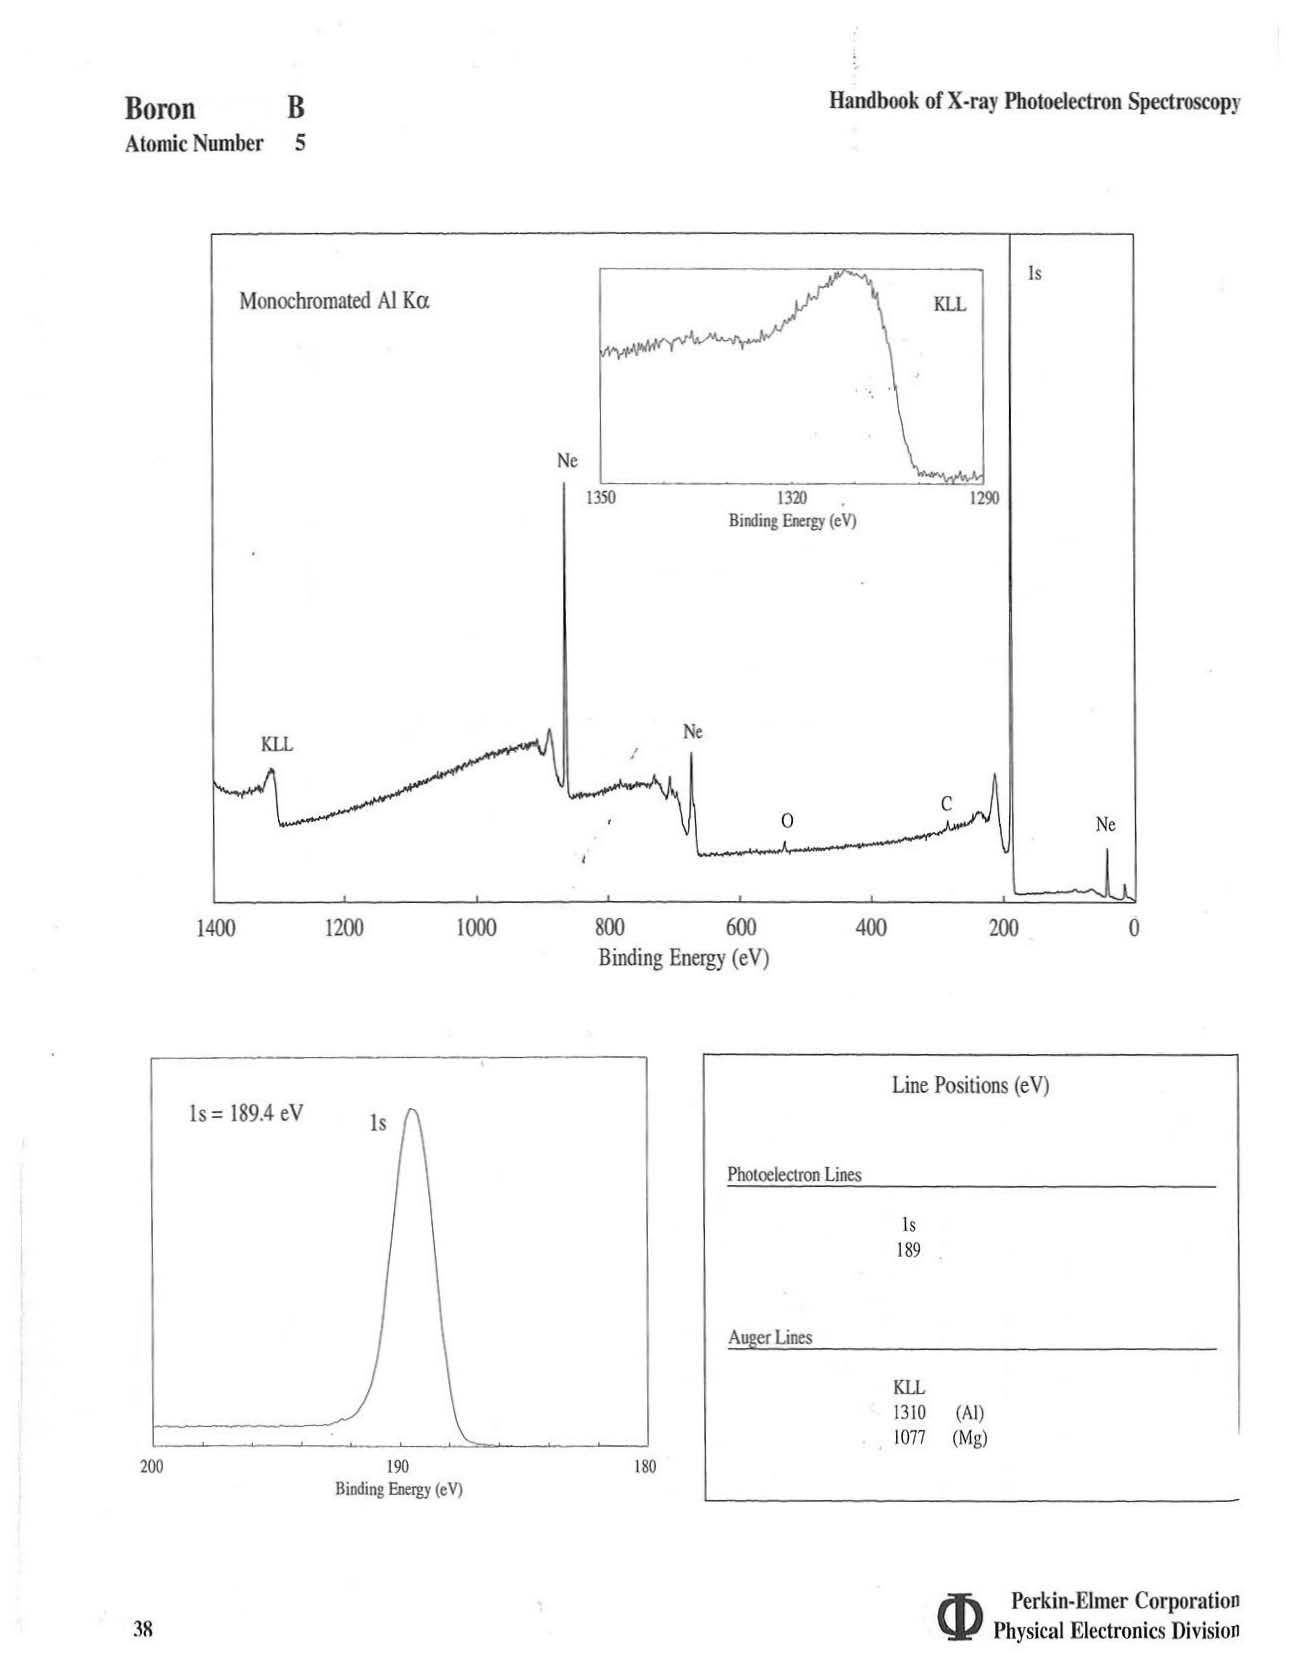 Boron B
Handbook of X-ray Photoelectron Spectroscopy
Atomic Number 5
Monochromated Al Kα
KLL
1s
1350 1320 1290
Binding Energy (eV)
Ne
KLL
Ne
O
C
Ne
1400 1200 1000 800 600 400 200 0
Binding Energy (eV)
1s = 189.4 eV
1s
200 190 180
Binding Energy (eV)
Line Positions (eV)
Photoelectron Lines
1s
189
Auger Lines
KLL
1310 (Al)
1077 (Mg)
38
Perkin-Elmer Corporation
Physical Electronics Division